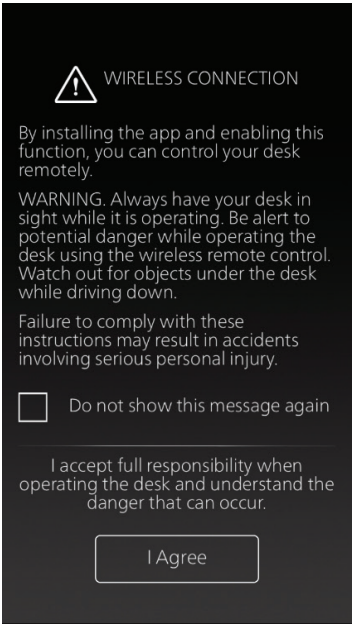 WIRELESS CONNECTION
By installing the app and enabling this
function, you can control your desk
remotely.
WARNING. Always have your desk in
sight while it is operating. Be alert to
potential danger while operating the
desk using the wireless remote control.
Watch out for objects under the desk
while driving down.
Failure to comply with these
instructions may result in accidents
involving serious personal injury.
Do not show this message again
I accept full responsibility when
operating the desk and understand the
danger that can occur.
I Agree